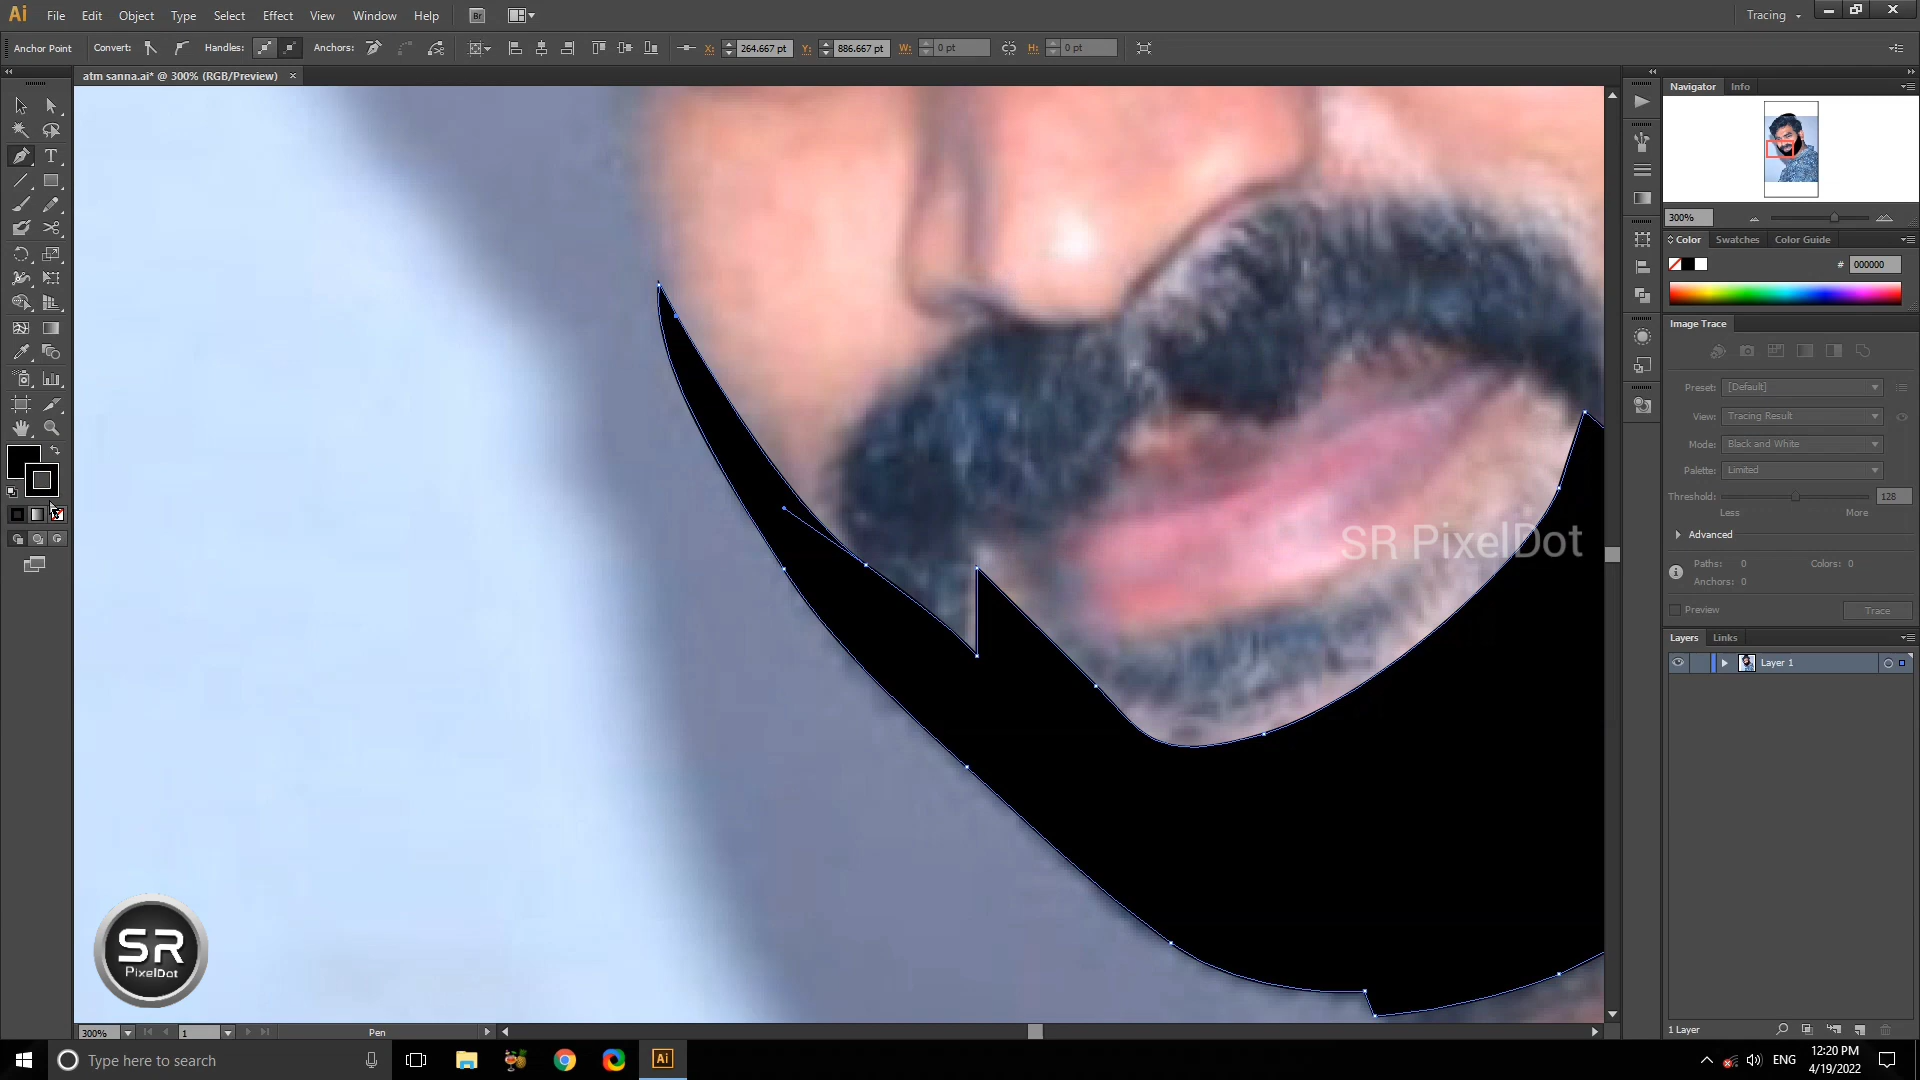 Ai File Edit Object Type Select Effect View Window Help Br Tracing
Anchor Point Convert: Handles: Anchors: X: 264.667 pt Y: 886.667 pt W: 0 pt H: 0 pt
atm sanna.ai* @ 300% (RGB/Preview) ×
Navigator Info
300%
Color Swatches Color Guide
# 000000
Image Trace
Preset: [Default]
View: Tracing Result
Mode: Black and White
Palette: Limited
Threshold: 128
Less More
Advanced
Paths: 0 Colors: 0
Anchors: 0
Preview Trace
Layers Links
Layer 1
1 Layer
SR PixelDot
SR
PixelDot
300% 1 Pen
Type here to search
Ai
ENG
12:20 PM
4/19/2022